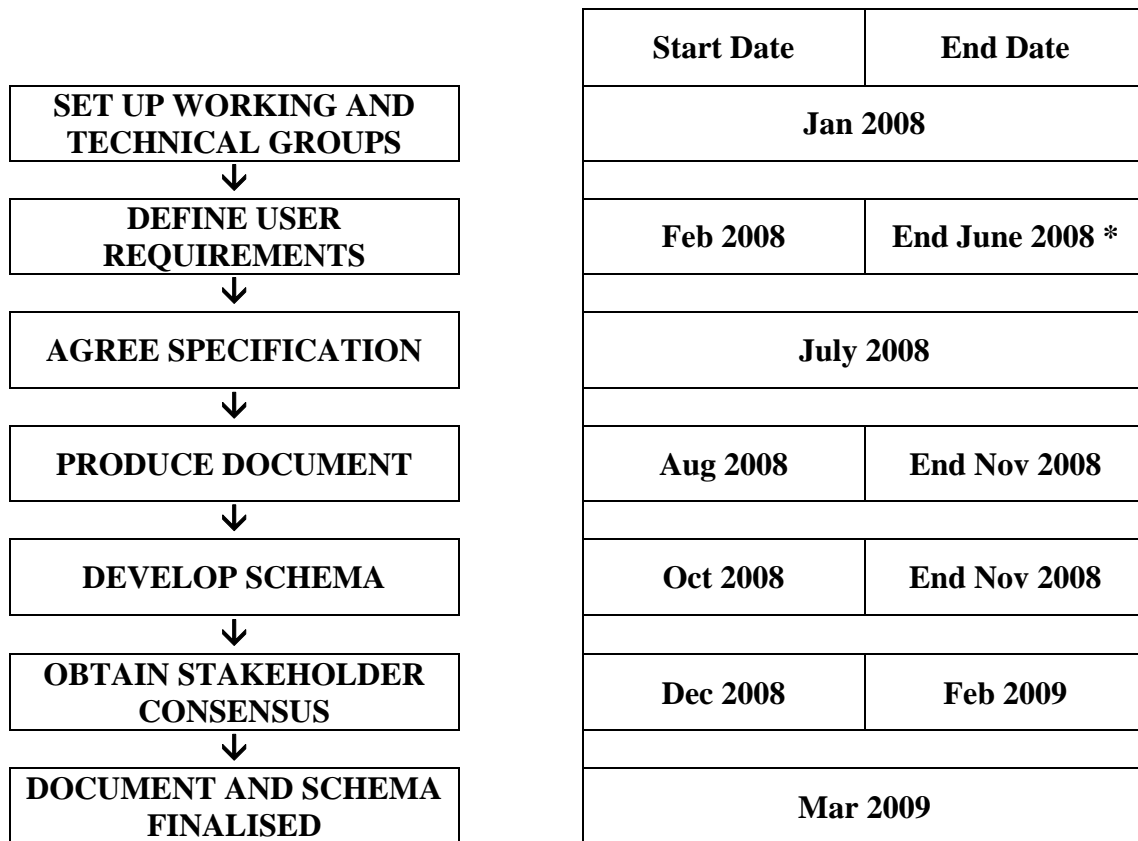 Start Date End Date
SET UP WORKING AND
TECHNICAL GROUPS
Jan 2008
DEFINE USER
REQUIREMENTS
Feb 2008 End June 2008 *
AGREE SPECIFICATION
July 2008
PRODUCE DOCUMENT
Aug 2008 End Nov 2008
DEVELOP SCHEMA
Oct 2008 End Nov 2008
OBTAIN STAKEHOLDER
CONSENSUS
Dec 2008 Feb 2009
DOCUMENT AND SCHEMA
FINALISED
Mar 2009